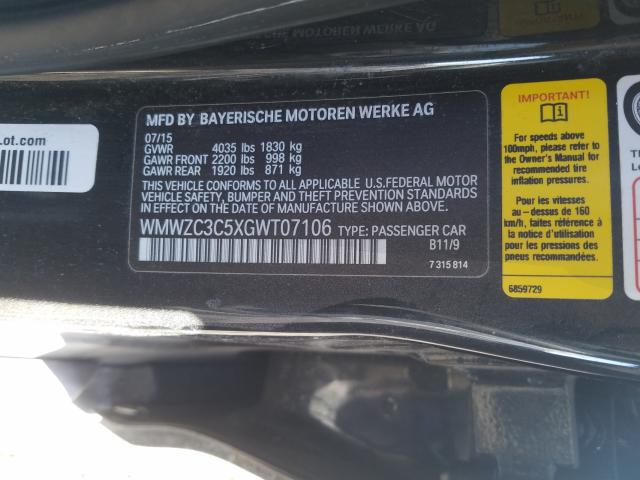 MOTOREN WERKE AG
MFD BY BAYERISCHE MOTOREN WERKE AG
07/15
GVWR 4035 lbs 1830 kg
GAWR FRONT 2200 lbs 998 kg
GAWR REAR 1920 lbs 871 kg
THIS VEHICLE CONFORMS TO ALL APPLICABLE U.S. FEDERAL MOTOR
VEHICLE SAFETY, BUMPER AND THEFT PREVENTION STANDARDS
IN EFFECT ON THE DATE OF MANUFACTURE SHOWN ABOVE.
WMWZC3C5XGWT07106 TYPE: PASSENGER CAR
B11/9
7 315 814
Lot.com
IMPORTANT!
For speeds above
100mph, please refer to
the Owner's Manual for
recommended tire
inflation pressures.
Pour les vitesses
au-dessus de 160
km/h, faites référence à
la notice d'utilisation
pour les pressions des
pneus recommandées.
6859729